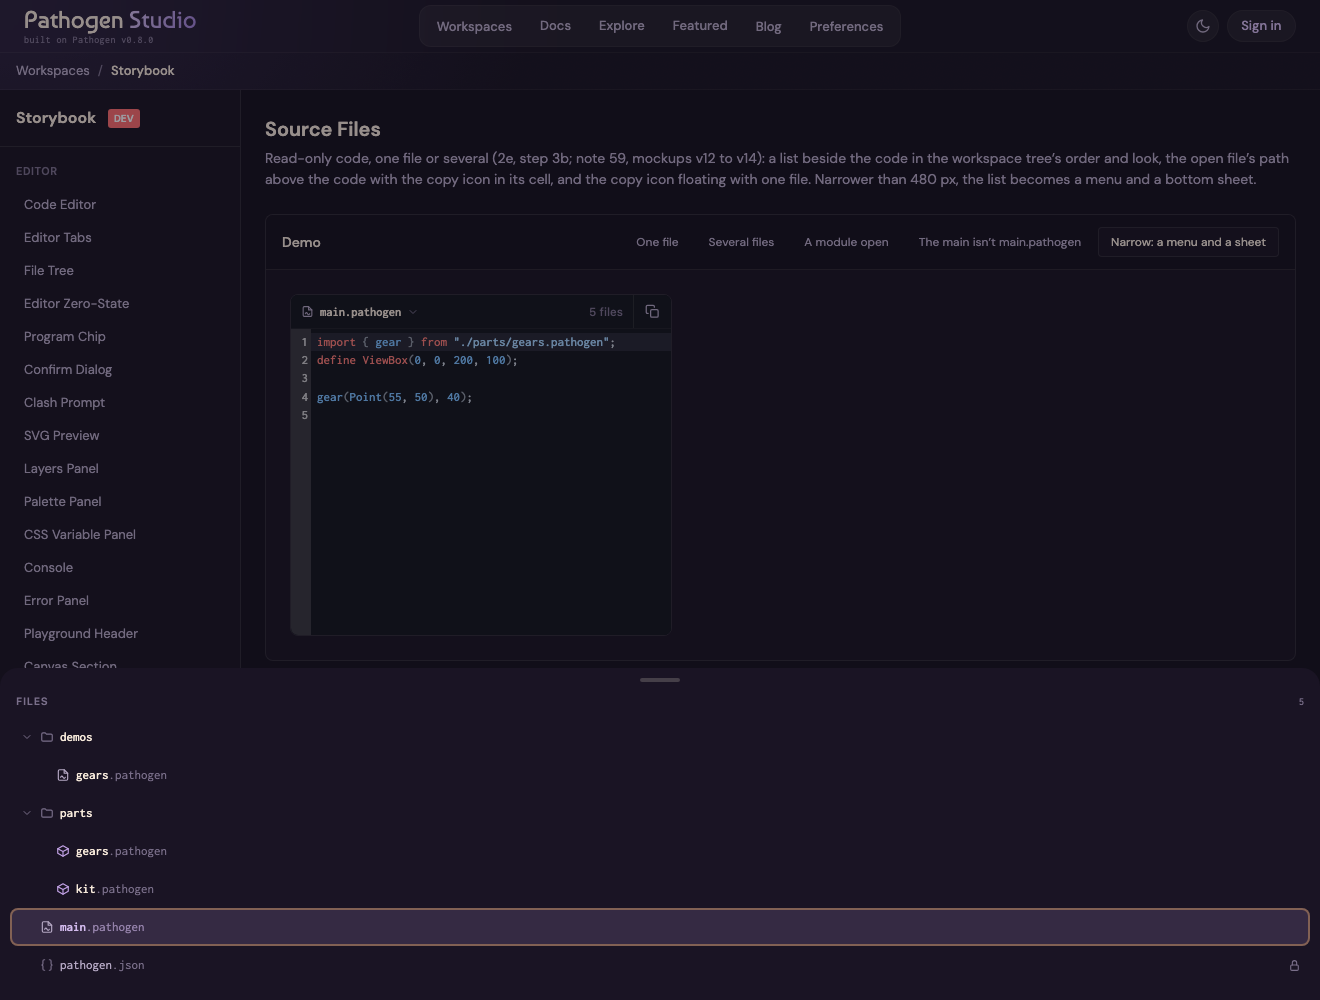 Pathogen Studio
built on Pathogen v0.8.0
Workspaces Docs Explore Featured Blog Preferences
Sign in
Workspaces / Storybook
Storybook DEV
EDITOR
Code Editor
Editor Tabs
File Tree
Editor Zero-State
Program Chip
Confirm Dialog
Clash Prompt
SVG Preview
Layers Panel
Palette Panel
CSS Variable Panel
Console
Error Panel
Playground Header
Canvas Section
Source Files
Read-only code, one file or several (2e, step 3b; note 59, mockups v12 to v14): a list beside the code in the workspace tree’s order and look, the open file’s path
above the code with the copy icon in its cell, and the copy icon floating with one file. Narrower than 480 px, the list becomes a menu and a bottom sheet.
Demo
One file Several files A module open The main isn’t main.pathogen Narrow: a menu and a sheet
main.pathogen 5 files
1 import { gear } from "./parts/gears.pathogen";
2 define ViewBox(0, 0, 200, 100);
3
4 gear(Point(55, 50), 40);
5
FILES 5
demos
gears.pathogen
parts
gears.pathogen
kit.pathogen
main.pathogen
{} pathogen.json